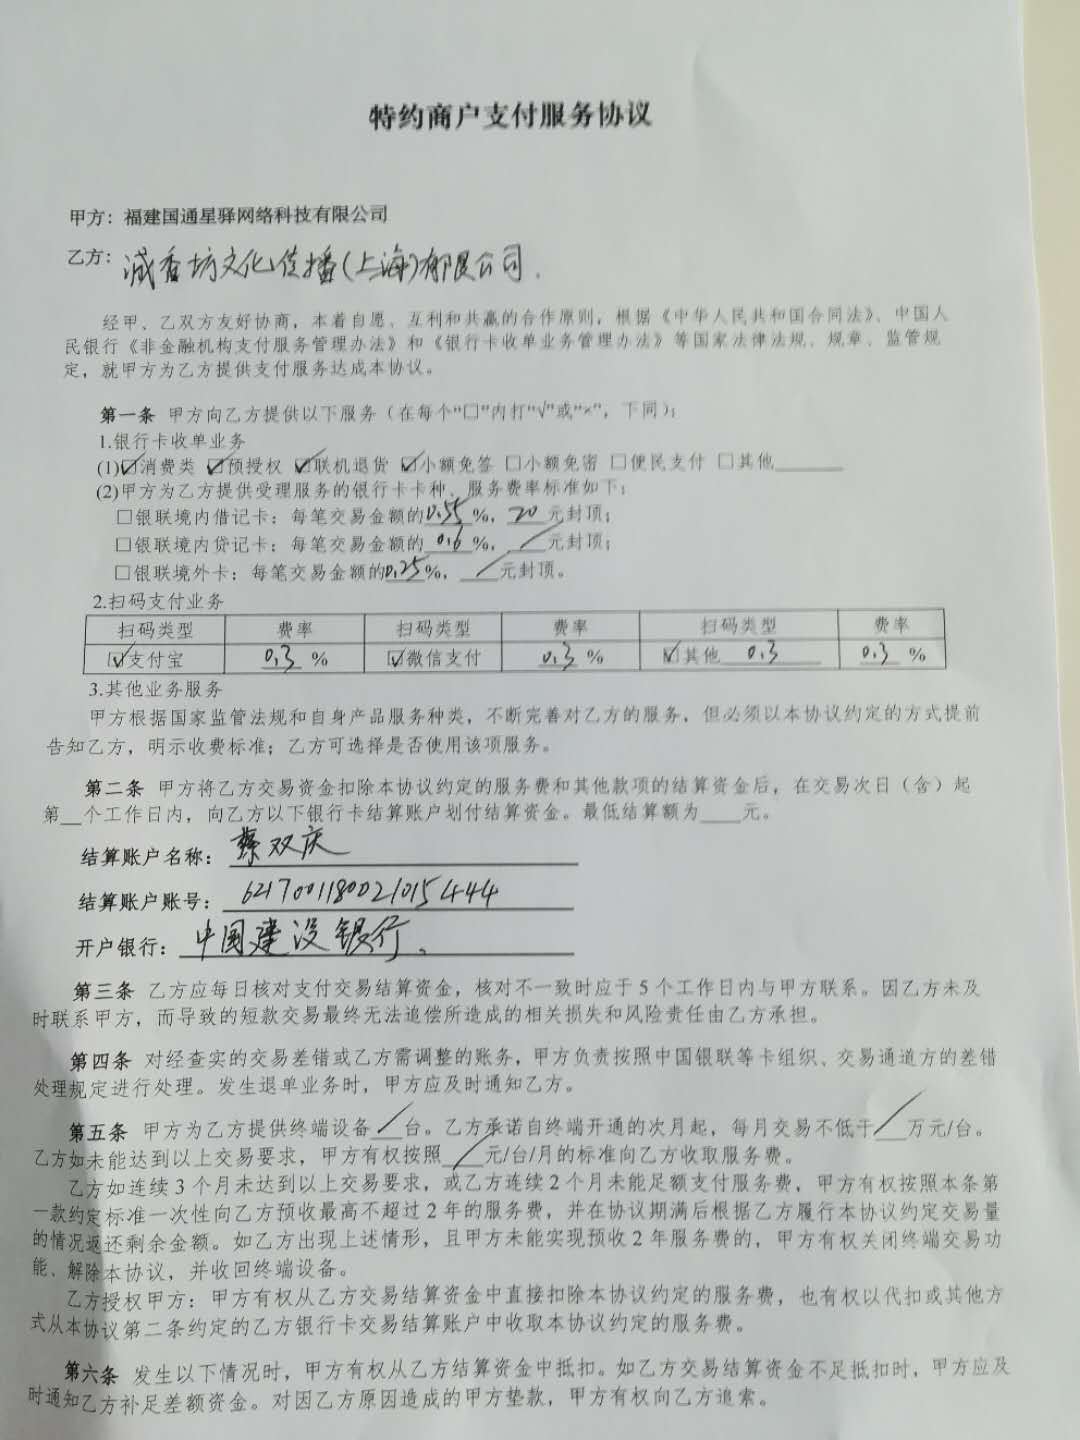 特约商户支付服务协议
甲方：福建国通星驿网络科技有限公司
乙方：減香坊文化传播(上海)有限公司.
经甲、乙双方友好协商，本着自愿、互利和共赢的合作原则，根据《中华人民共和国合同法》、中国人
民银行《非金融机构支付服务管理办法》和《银行卡收单业务管理办法》等国家法律法规、规章、监管规
定，就甲方为乙方提供支付服务达成本协议。
第一条 甲方向乙方提供以下服务（在每个“☐”内打“√”或“×”，下同）：
1.银行卡收单业务
(1)☑消费类 ☑预授权 ☑联机退货 ☑小额免签 ☐小额免密 ☐便民支付 ☐其他______
(2)甲方为乙方提供受理服务的银行卡卡种、服务费率标准如下：
☐银联境内借记卡：每笔交易金额的0.55%，20元封顶；
☐银联境内贷记卡：每笔交易金额的0.6%，/元封顶；
☐银联境外卡：每笔交易金额的0.25%，/元封顶。
2.扫码支付业务
扫码类型 费率 扫码类型 费率 扫码类型 费率
☑支付宝 0.3% ☑微信支付 0.3% ☑其他 0.3 0.3%
3.其他业务服务
甲方根据国家监管法规和自身产品服务种类，不断完善对乙方的服务，但必须以本协议约定的方式提前
告知乙方，明示收费标准；乙方可选择是否使用该项服务。
第二条 甲方将乙方交易资金扣除本协议约定的服务费和其他款项的结算资金后，在交易次日（含）起
第__个工作日内，向乙方以下银行卡结算账户划付结算资金。最低结算额为____元。
结算账户名称：蔡双庆
结算账户账号：6217001180021015444
开户银行：中国建设银行.
第三条 乙方应每日核对支付交易结算资金，核对不一致时应于 5 个工作日内与甲方联系。因乙方未及
时联系甲方，而导致的短款交易最终无法追偿所造成的相关损失和风险责任由乙方承担。
第四条 对经查实的交易差错或乙方需调整的账务，甲方负责按照中国银联等卡组织、交易通道方的差错
处理规定进行处理。发生退单业务时，甲方应及时通知乙方。
第五条 甲方为乙方提供终端设备/台。乙方承诺自终端开通的次月起，每月交易不低于/万元/台。
乙方如未能达到以上交易要求，甲方有权按照/元/台/月的标准向乙方收取服务费。
乙方如连续 3 个月未达到以上交易要求，或乙方连续 2 个月未能足额支付服务费，甲方有权按照本条第
一款约定标准一次性向乙方预收最高不超过 2 年的服务费，并在协议期满后根据乙方履行本协议约定交易量
的情况返还剩余金额。如乙方出现上述情形，且甲方未能实现预收 2 年服务费的，甲方有权关闭终端交易功
能、解除本协议，并收回终端设备。
乙方授权甲方：甲方有权从乙方交易结算资金中直接扣除本协议约定的服务费，也有权以代扣或其他方
式从本协议第二条约定的乙方银行卡交易结算账户中收取本协议约定的服务费。
第六条 发生以下情况时，甲方有权从乙方结算资金中抵扣。如乙方交易结算资金不足抵扣时，甲方应及
时通知乙方补足差额资金。对因乙方原因造成的甲方垫款，甲方有权向乙方追索。